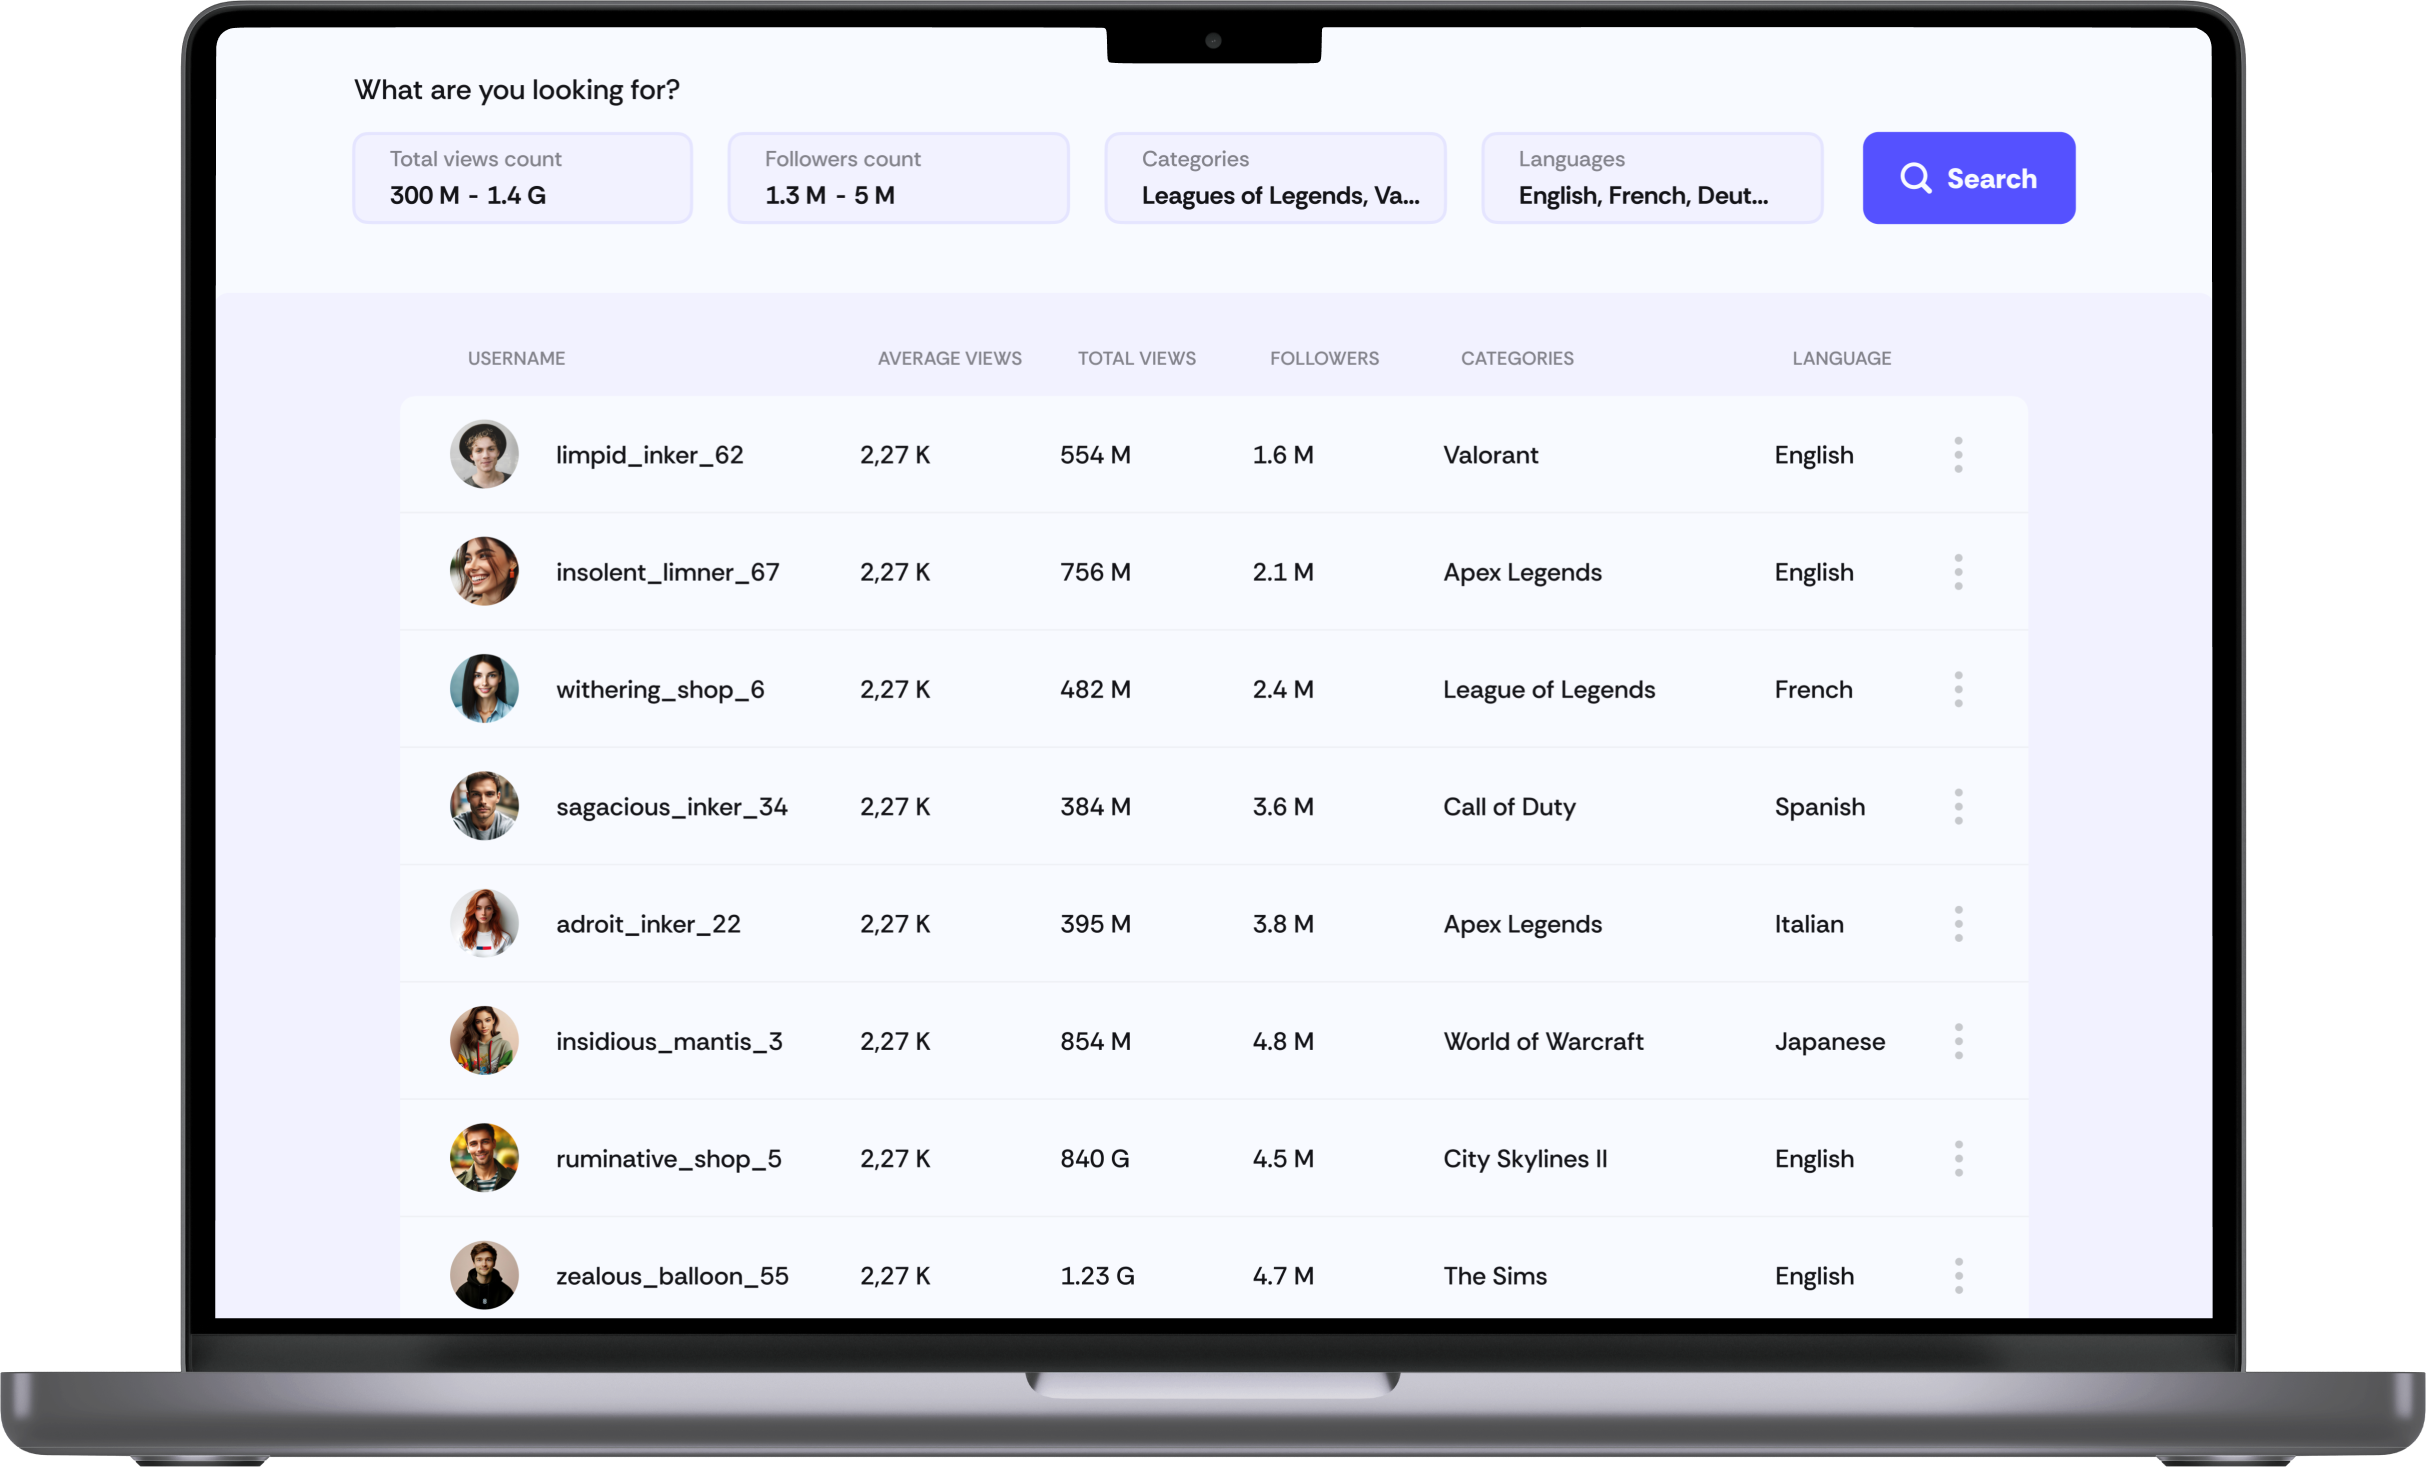 What are you looking for?
Total views count
300 M - 1.4 G
Followers count
1.3 M - 5 M
Categories
Leagues of Legends, Va...
Languages
English, French, Deut...
Search
USERNAME AVERAGE VIEWS TOTAL VIEWS FOLLOWERS CATEGORIES LANGUAGE
limpid_inker_62 2,27 K 554 M 1.6 M Valorant English
insolent_limner_67 2,27 K 756 M 2.1 M Apex Legends English
withering_shop_6 2,27 K 482 M 2.4 M League of Legends French
sagacious_inker_34 2,27 K 384 M 3.6 M Call of Duty Spanish
adroit_inker_22 2,27 K 395 M 3.8 M Apex Legends Italian
insidious_mantis_3 2,27 K 854 M 4.8 M World of Warcraft Japanese
ruminative_shop_5 2,27 K 840 G 4.5 M City Skylines II English
zealous_balloon_55 2,27 K 1.23 G 4.7 M The Sims English